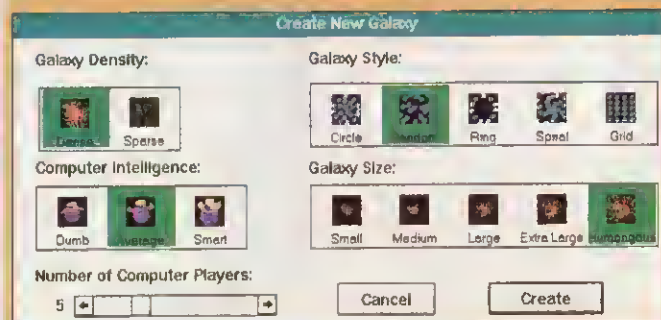 Create New Galaxy
Galaxy Density:
Dense Sparse
Computer Intelligence:
Dumb Average Smart
Number of Computer Players:
5
Galaxy Style:
Circle Random Ring Spiral Grid
Galaxy Size:
Small Medium Large Extra Large Humongous
Cancel Create